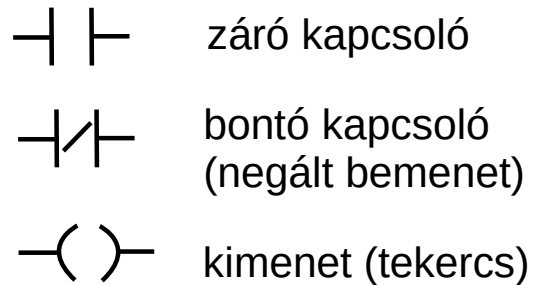 záró kapcsoló
bontó kapcsoló
(negált bemenet)
kimenet (tekercs)